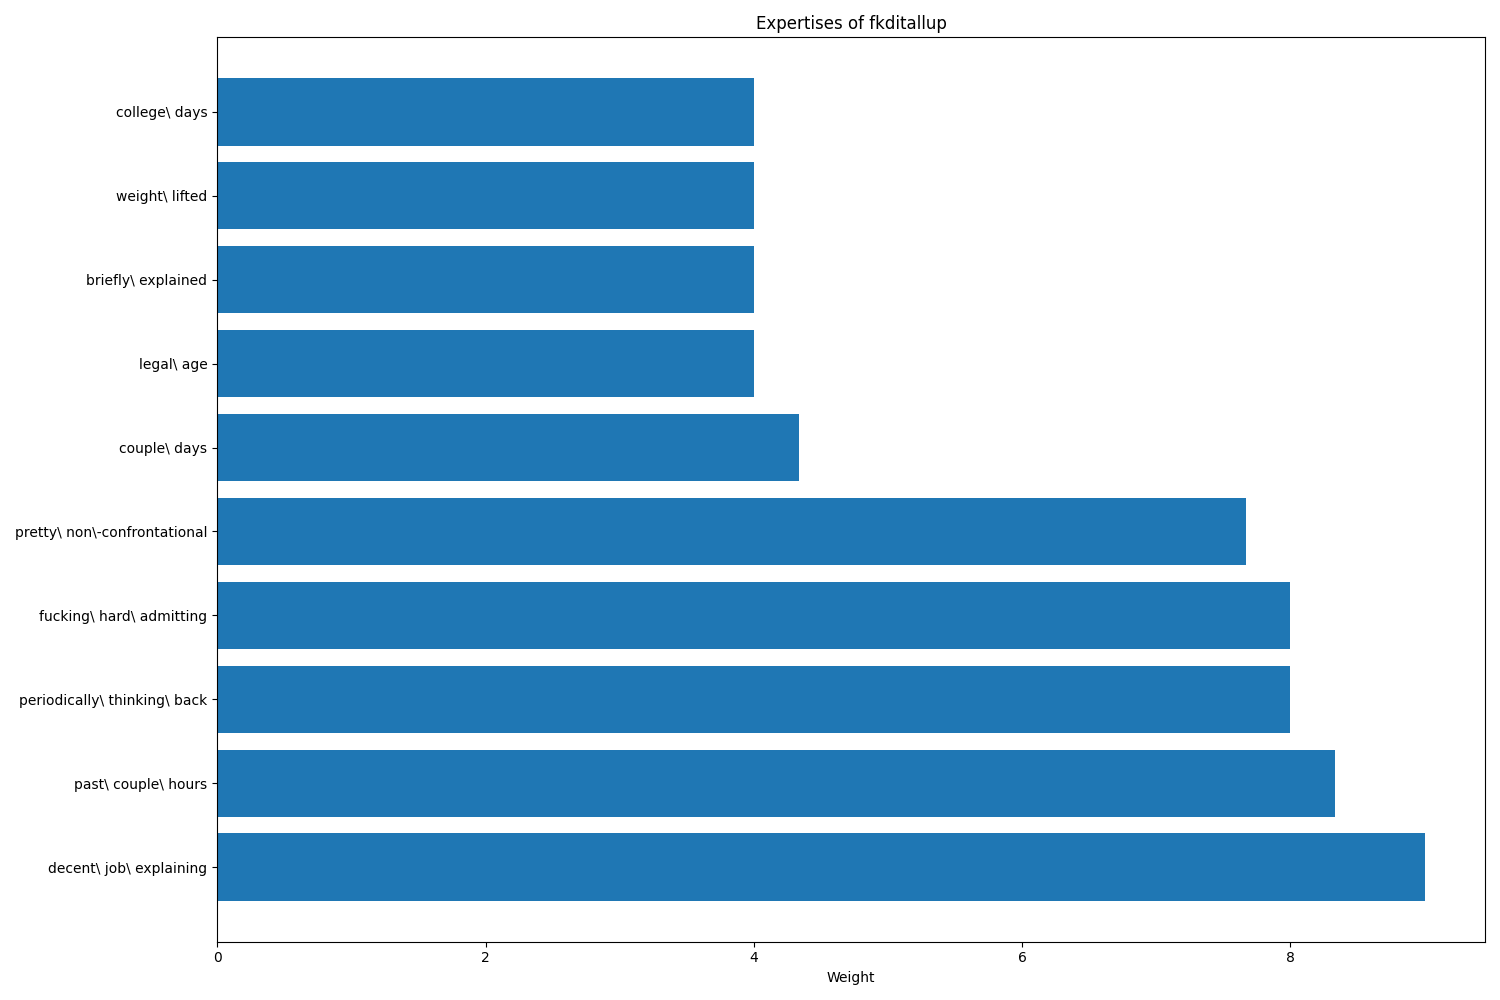 Expertises of fkditallup
college\ days
weight\ lifted
briefly\ explained
legal\ age
couple\ days
pretty\ non\-confrontational
fucking\ hard\ admitting
periodically\ thinking\ back
past\ couple\ hours
decent\ job\ explaining
0 2 4 6 8
Weight